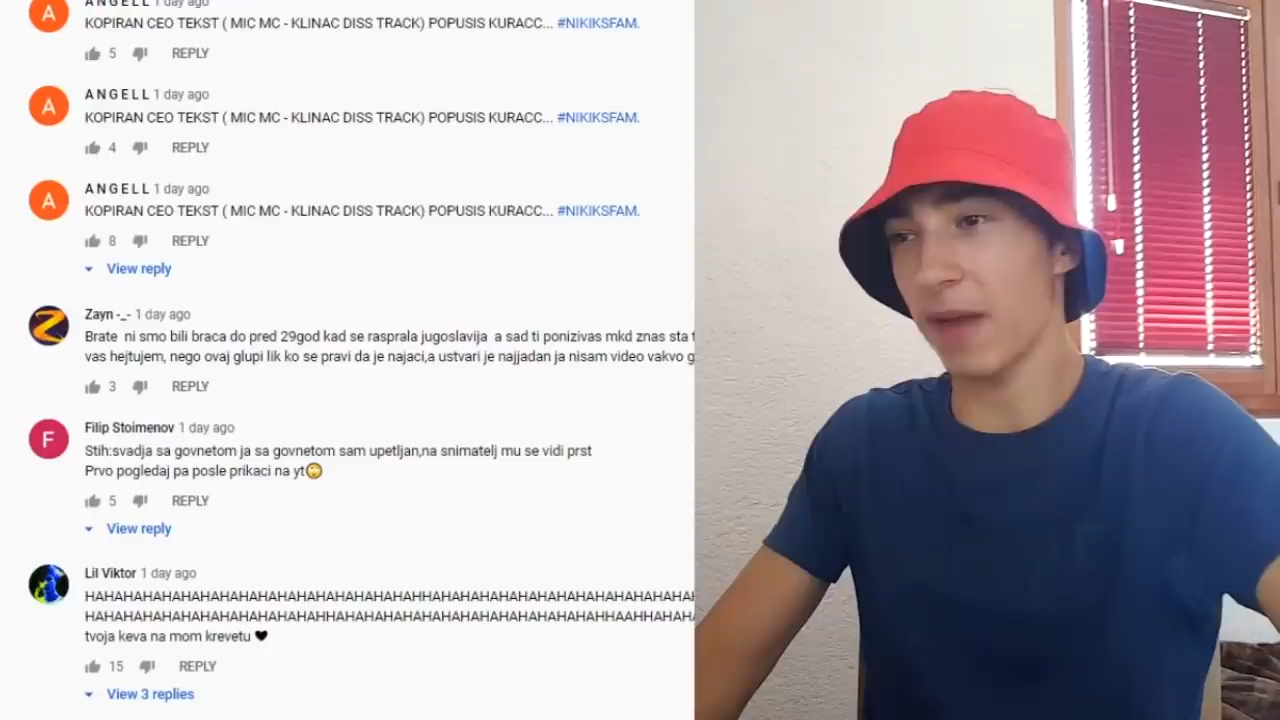 A N G E L L 1 day ago
KOPIRAN CEO TEKST ( MIC MC - KLINAC DISS TRACK) POPUSIS KURACC... #NIKIKSFAM.
5 REPLY
A
A N G E L L 1 day ago
KOPIRAN CEO TEKST ( MIC MC - KLINAC DISS TRACK) POPUSIS KURACC... #NIKIKSFAM.
4 REPLY
A
A N G E L L 1 day ago
KOPIRAN CEO TEKST ( MIC MC - KLINAC DISS TRACK) POPUSIS KURACC... #NIKIKSFAM.
8 REPLY
View reply
Zayn -_- 1 day ago
Brate ni smo bili braca do pred 29god kad se rasprala jugoslavija a sad ti ponizivas mkd znas sta
vas hejtujem, nego ovaj glupi lik ko se pravi da je najaci,a ustvari je najjadan ja nisam video vakvo
3 REPLY
F
Filip Stoimenov 1 day ago
Stih:svadja sa govnetom ja sa govnetom sam upetljan,na snimatelj mu se vidi prst
Prvo pogledaj pa posle prikaci na yt🙄
5 REPLY
View reply
Lil Viktor 1 day ago
HAHAHAHAHAHAHAHAHAHAHAHAHAHAHAHAHAHAHHAHAHAHAHAHAHAHAHAHAHAHAHAHAHAH
HAHAHAHAHAHAHAHAHAHAHAHAHAHHAHAHAHAHAHAHAHAHAHAHAHAHAHAHHAAHHAHAHA
tvoja keva na mom krevetu 🖤
15 REPLY
View 3 replies